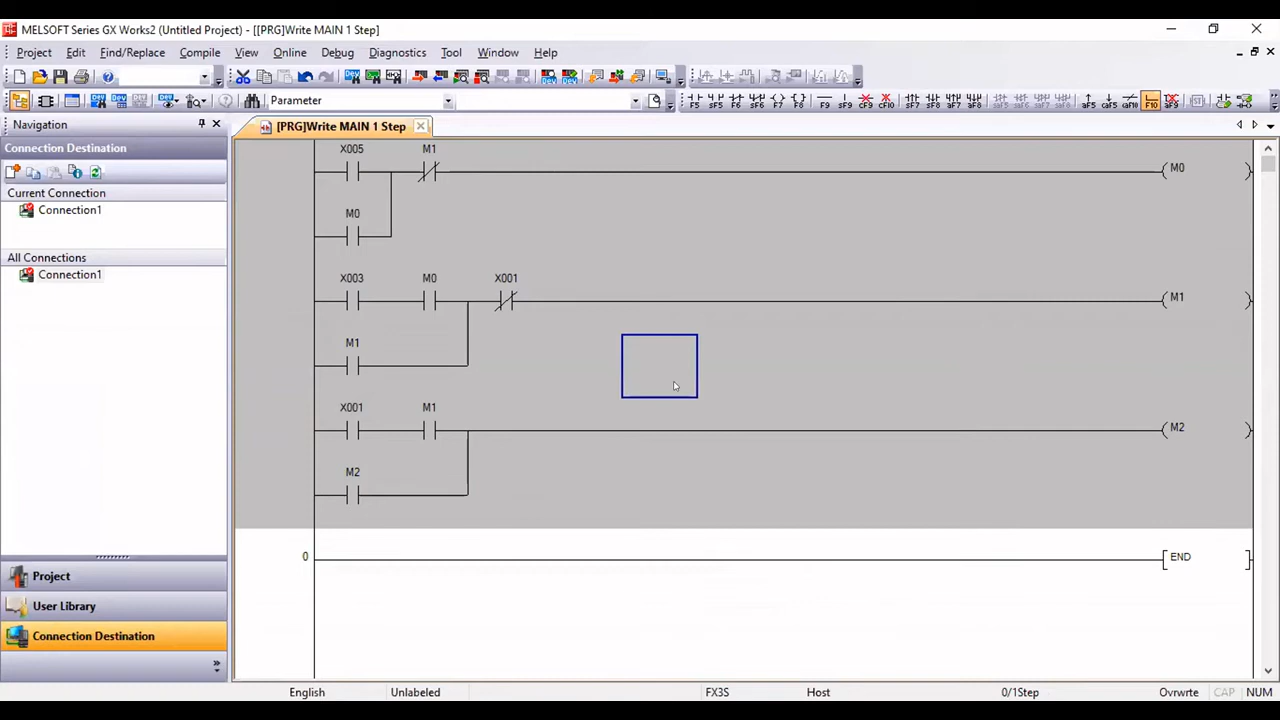 MELSOFT Series GX Works2 (Untitled Project) - [[PRG]Write MAIN 1 Step]
Project Edit Find/Replace Compile View Online Debug Diagnostics Tool Window Help
Parameter
Navigation
[PRG]Write MAIN 1 Step
Connection Destination
Current Connection
Connection1
All Connections
Connection1
Project
User Library
Connection Destination
X005 M1
M0
M0
X003 M0 X001
M1
M1
X001 M1
M2
M2
0
END
English Unlabeled FX3S Host 0/1Step Ovrwrte CAP NUM